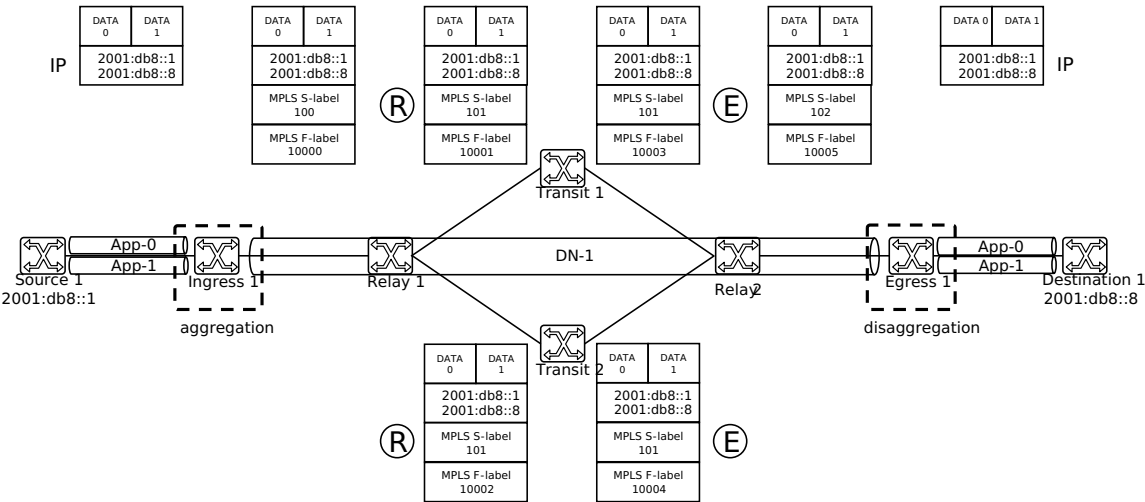 DATA 0
DATA 1
2001:db8::1
2001:db8::8
IP
DATA 0
DATA 1
2001:db8::1
2001:db8::8
MPLS S-label
100
MPLS F-label
10000
R
DATA 0
DATA 1
2001:db8::1
2001:db8::8
MPLS S-label
101
MPLS F-label
10001
DATA 0
DATA 1
2001:db8::1
2001:db8::8
MPLS S-label
101
MPLS F-label
10003
E
DATA 0
DATA 1
2001:db8::1
2001:db8::8
MPLS S-label
102
MPLS F-label
10005
DATA 0
DATA 1
2001:db8::1
2001:db8::8
IP
Transit 1
App-0
App-1
Source 1
2001:db8::1
Ingress 1
aggregation
Relay 1
DN-1
Relay 2
Egress 1
disaggregation
App-0
App-1
Destination 1
2001:db8::8
Transit 2
R
DATA 0
DATA 1
2001:db8::1
2001:db8::8
MPLS S-label
101
MPLS F-label
10002
DATA 0
DATA 1
2001:db8::1
2001:db8::8
MPLS S-label
101
MPLS F-label
10004
E